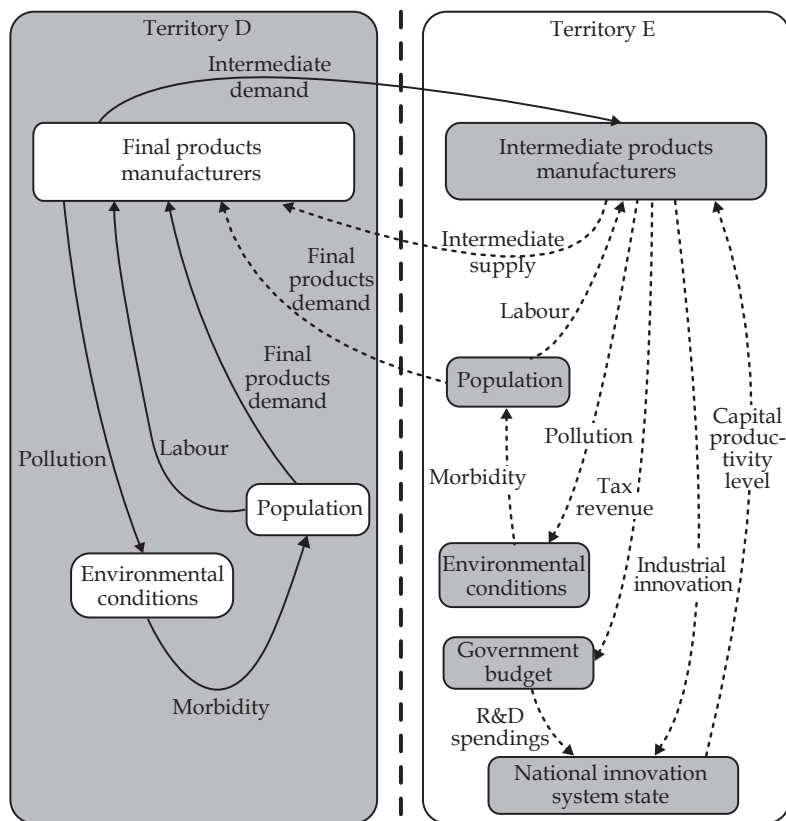 Territory D
Intermediate
demand
Final products
manufacturers
Final
products
demand
Final
products
demand
Pollution
Labour
Population
Environmental
conditions
Morbidity
Territory E
Intermediate products
manufacturers
Intermediate
supply
Labour
Population
Morbidity
Pollution
Tax
revenue
Capital
produc-
tivity
level
Environmental
conditions
Industrial
innovation
Government
budget
R&D
spendings
National innovation
system state